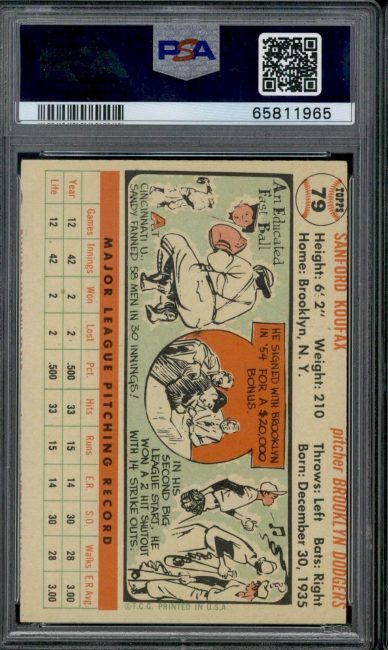 PSA
65811965
TOPPS
79
SANFORD KOUFAX pitcher BROOKLYN DODGERS
Height: 6' 2" Weight: 210 Throws: Left Bats: Right
Home: Brooklyn, N. Y. Born: December 30, 1935
An Educated
Fast Ball
AT
CINCINNATI U.
SANDY FANNED 58 MEN IN 30 INNINGS!
HE SIGNED WITH BROOKLYN
IN '54 FOR A $20,000
BONUS.
IN HIS
SECOND BIG
LEAGUE START, HE
WON A 2 HIT SHUTOUT
WITH 14 STRIKE OUTS.
©T.C.G. PRINTED IN U.S.A.
MAJOR LEAGUE PITCHING RECORD
Games Innings Won Lost Pct. Hits Runs E.R. S.O. Walks E.R.Avg
Year 12 42 2 2 .500 33 15 14 30 28 3.00
Life 12 42 2 2 .500 33 15 14 30 28 3.00